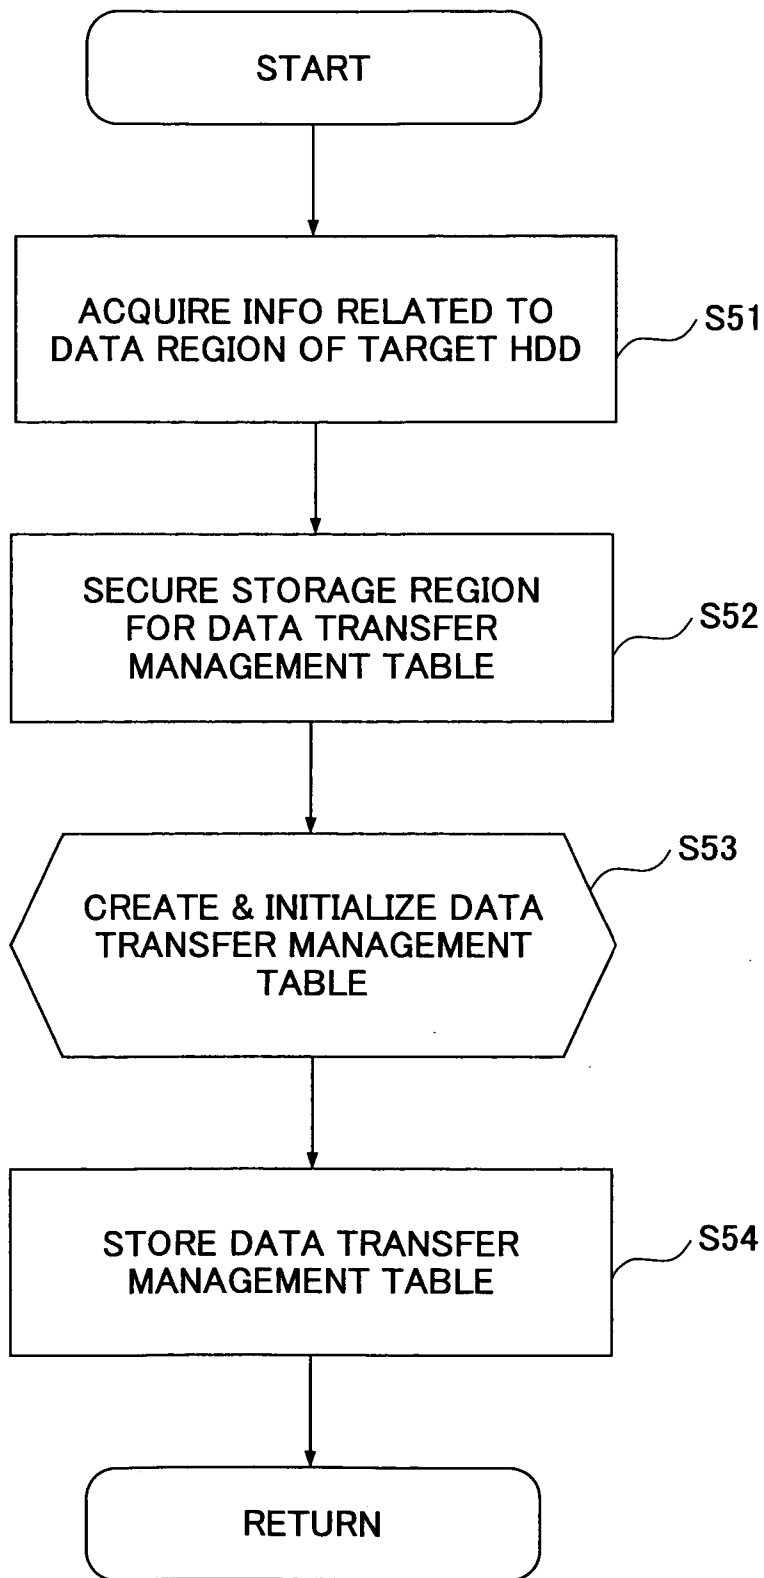 START
ACQUIRE INFO RELATED TO
DATA REGION OF TARGET HDD
S51
SECURE STORAGE REGION
FOR DATA TRANSFER
MANAGEMENT TABLE
S52
CREATE & INITIALIZE DATA
TRANSFER MANAGEMENT
TABLE
S53
STORE DATA TRANSFER
MANAGEMENT TABLE
S54
RETURN